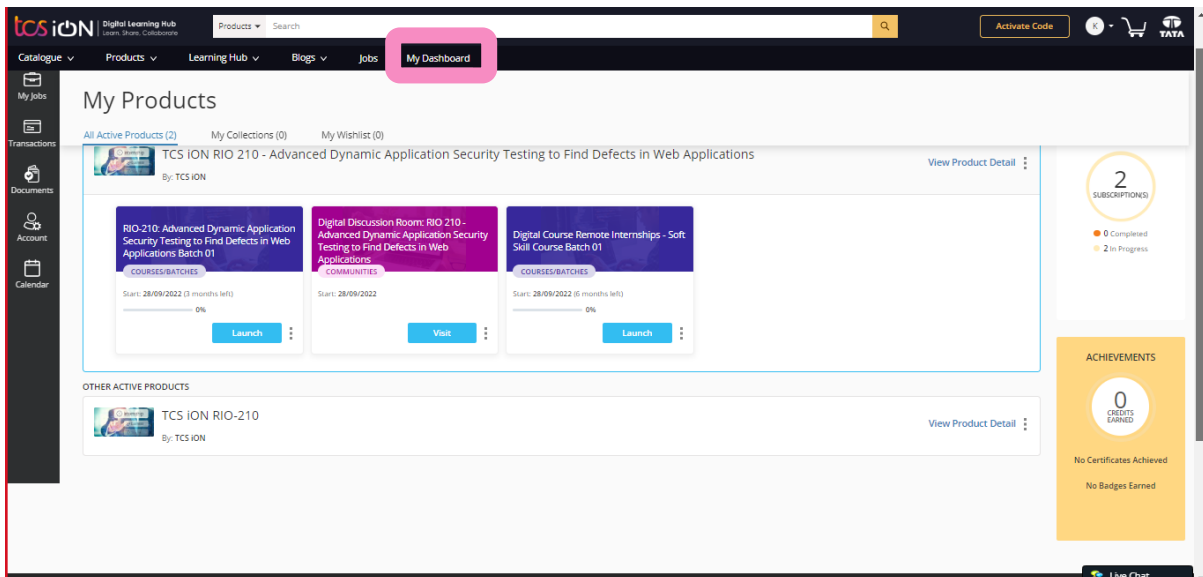 tcs iON Digital Learning Hub
Learn. Share. Collaborate
Products Search
Activate Code
K
TATA
Catalogue Products Learning Hub Blogs Jobs My Dashboard
My Jobs
Transactions
Documents
Account
Calendar
My Products
All Active Products (2) My Collections (0) My Wishlist (0)
TCS iON RIO 210 - Advanced Dynamic Application Security Testing to Find Defects in Web Applications
By: TCS iON
View Product Detail
RIO-210: Advanced Dynamic Application
Security Testing to Find Defects in Web
Applications Batch 01
COURSES/BATCHES
Start: 28/09/2022 (3 months left)
0%
Launch
Digital Discussion Room: RIO 210 -
Advanced Dynamic Application Security
Testing to Find Defects in Web
Applications
COMMUNITIES
Start: 28/09/2022
Visit
Digital Course Remote Internships - Soft
Skill Course Batch 01
COURSES/BATCHES
Start: 28/09/2022 (6 months left)
0%
Launch
OTHER ACTIVE PRODUCTS
TCS iON RIO-210
By: TCS iON
View Product Detail
2
SUBSCRIPTION(S)
0 Completed
2 In Progress
ACHIEVEMENTS
0
CREDITS
EARNED
No Certificates Achieved
No Badges Earned
Live Chat